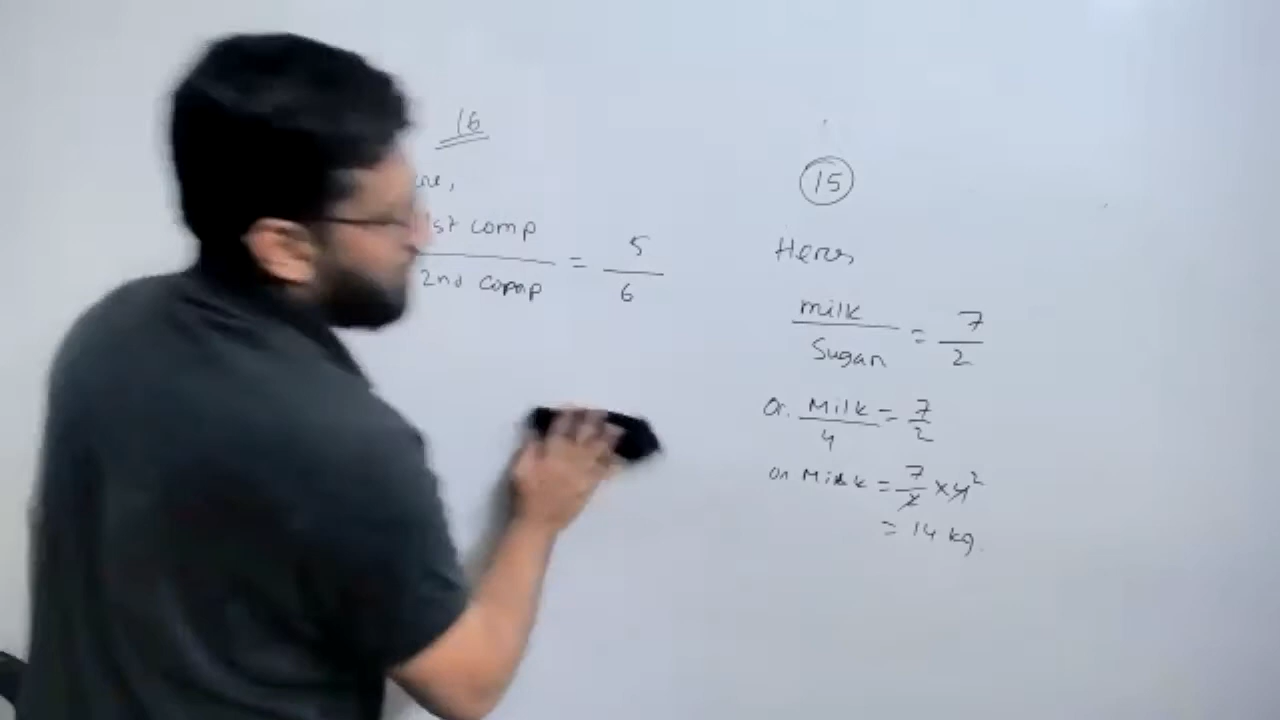 16
1st comp
2nd comp = 5/6
15
Here,
milk/Sugar = 7/2
Or. Milk/4 = 7/2
or Milk = 7/2 × 4 2
= 14 kg.